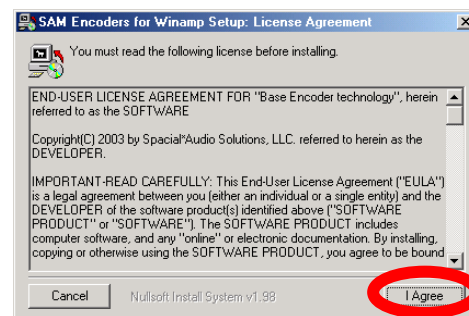 SAM Encoders for Winamp Setup: License Agreement
You must read the following license before installing.
END-USER LICENSE AGREEMENT FOR "Base Encoder technology", herein
referred to as the SOFTWARE
Copyright(C) 2003 by Spacial*Audio Solutions, LLC. referred to herein as the
DEVELOPER.
IMPORTANT-READ CAREFULLY: This End-User License Agreement ("EULA")
is a legal agreement between you (either an individual or a single entity) and the
DEVELOPER of the software product(s) identified above ("SOFTWARE
PRODUCT" or "SOFTWARE"). The SOFTWARE PRODUCT includes
computer software, and any "online" or electronic documentation. By installing,
copying or otherwise using the SOFTWARE PRODUCT, you agree to be bound
Cancel
Nullsoft Install System v1.98
I Agree